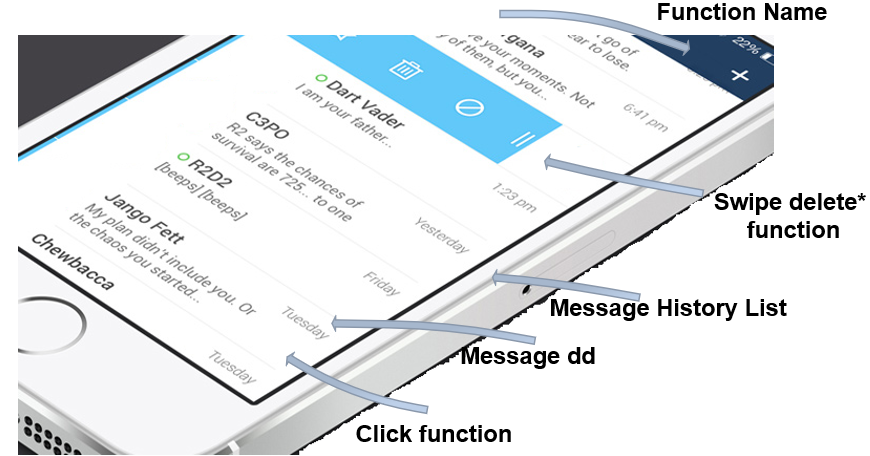 Function Name
22%
go of
ear to lose.
gana
e your moments. Not
y of them, but you...
6:41 pm
Dart Vader
I am your father...
1:23 pm
C3PO
R2 says the chances of
survival are 725... to one
Yesterday
R2D2
[beeps] [beeps]
Friday
Jango Fett
My plan didn't include you. Or
the chaos you started...
Tuesday
Chewbacca
Tuesday
Swipe delete*
function
Message History List
Message dd
Click function